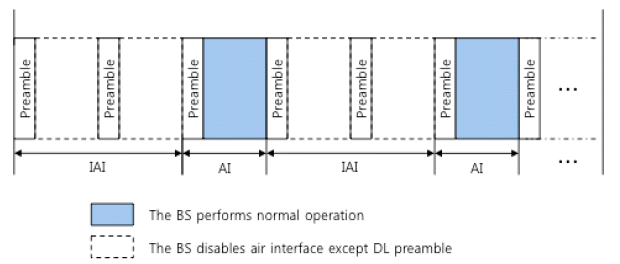 Preamble
Preamble
Preamble
Preamble
Preamble
Preamble
Preamble
...
IAI
AI
IAI
AI
...
The BS performs normal operation
The BS disables air interface except DL preamble